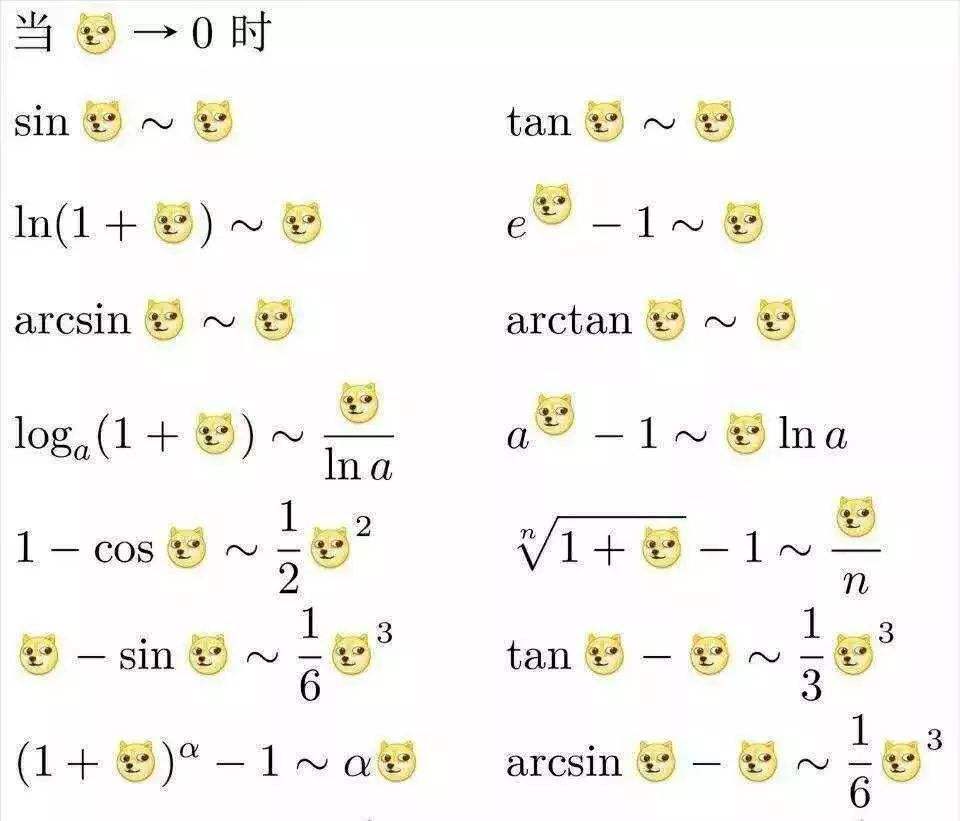 当 🐶 → 0 时
sin 🐶 ~ 🐶 tan 🐶 ~ 🐶
ln(1 + 🐶) ~ 🐶 e^🐶 − 1 ~ 🐶
arcsin 🐶 ~ 🐶 arctan 🐶 ~ 🐶
logₐ(1 + 🐶) ~ 🐶/ln a a^🐶 − 1 ~ 🐶 ln a
1 − cos 🐶 ~ 1/2 🐶² ⁿ√(1 + 🐶) − 1 ~ 🐶/n
🐶 − sin 🐶 ~ 1/6 🐶³ tan 🐶 − 🐶 ~ 1/3 🐶³
(1 + 🐶)^α − 1 ~ α🐶 arcsin 🐶 − 🐶 ~ 1/6 🐶³